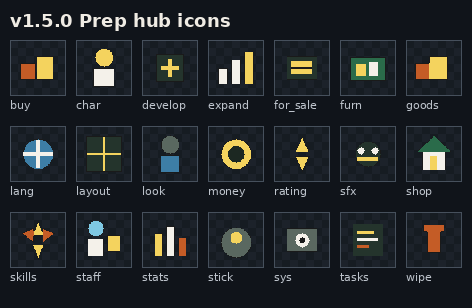 v1.5.0 Prep hub icons
buy char develop expand for_sale furn goods
lang layout look money rating sfx shop
skills staff stats stick sys tasks wipe